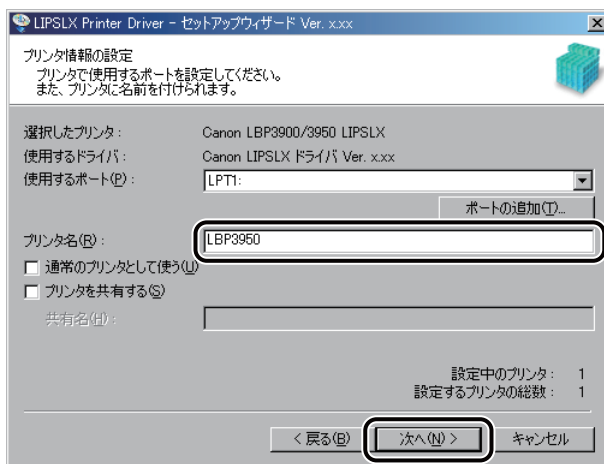 LIPSLX Printer Driver - セットアップウィザード Ver. x.xx
プリンタ情報の設定
プリンタで使用するポートを設定してください。
また、プリンタに名前を付けられます。
選択したプリンタ： Canon LBP3900/3950 LIPSLX
使用するドライバ： Canon LIPSLX ドライバ Ver. x.xx
使用するポート(P)： LPT1:
ポートの追加(T)...
プリンタ名(R)： LBP3950
通常のプリンタとして使う(U)
プリンタを共有する(S)
共有名(H)：
設定中のプリンタ： 1
設定するプリンタの総数： 1
< 戻る(B) 次へ(N) > キャンセル